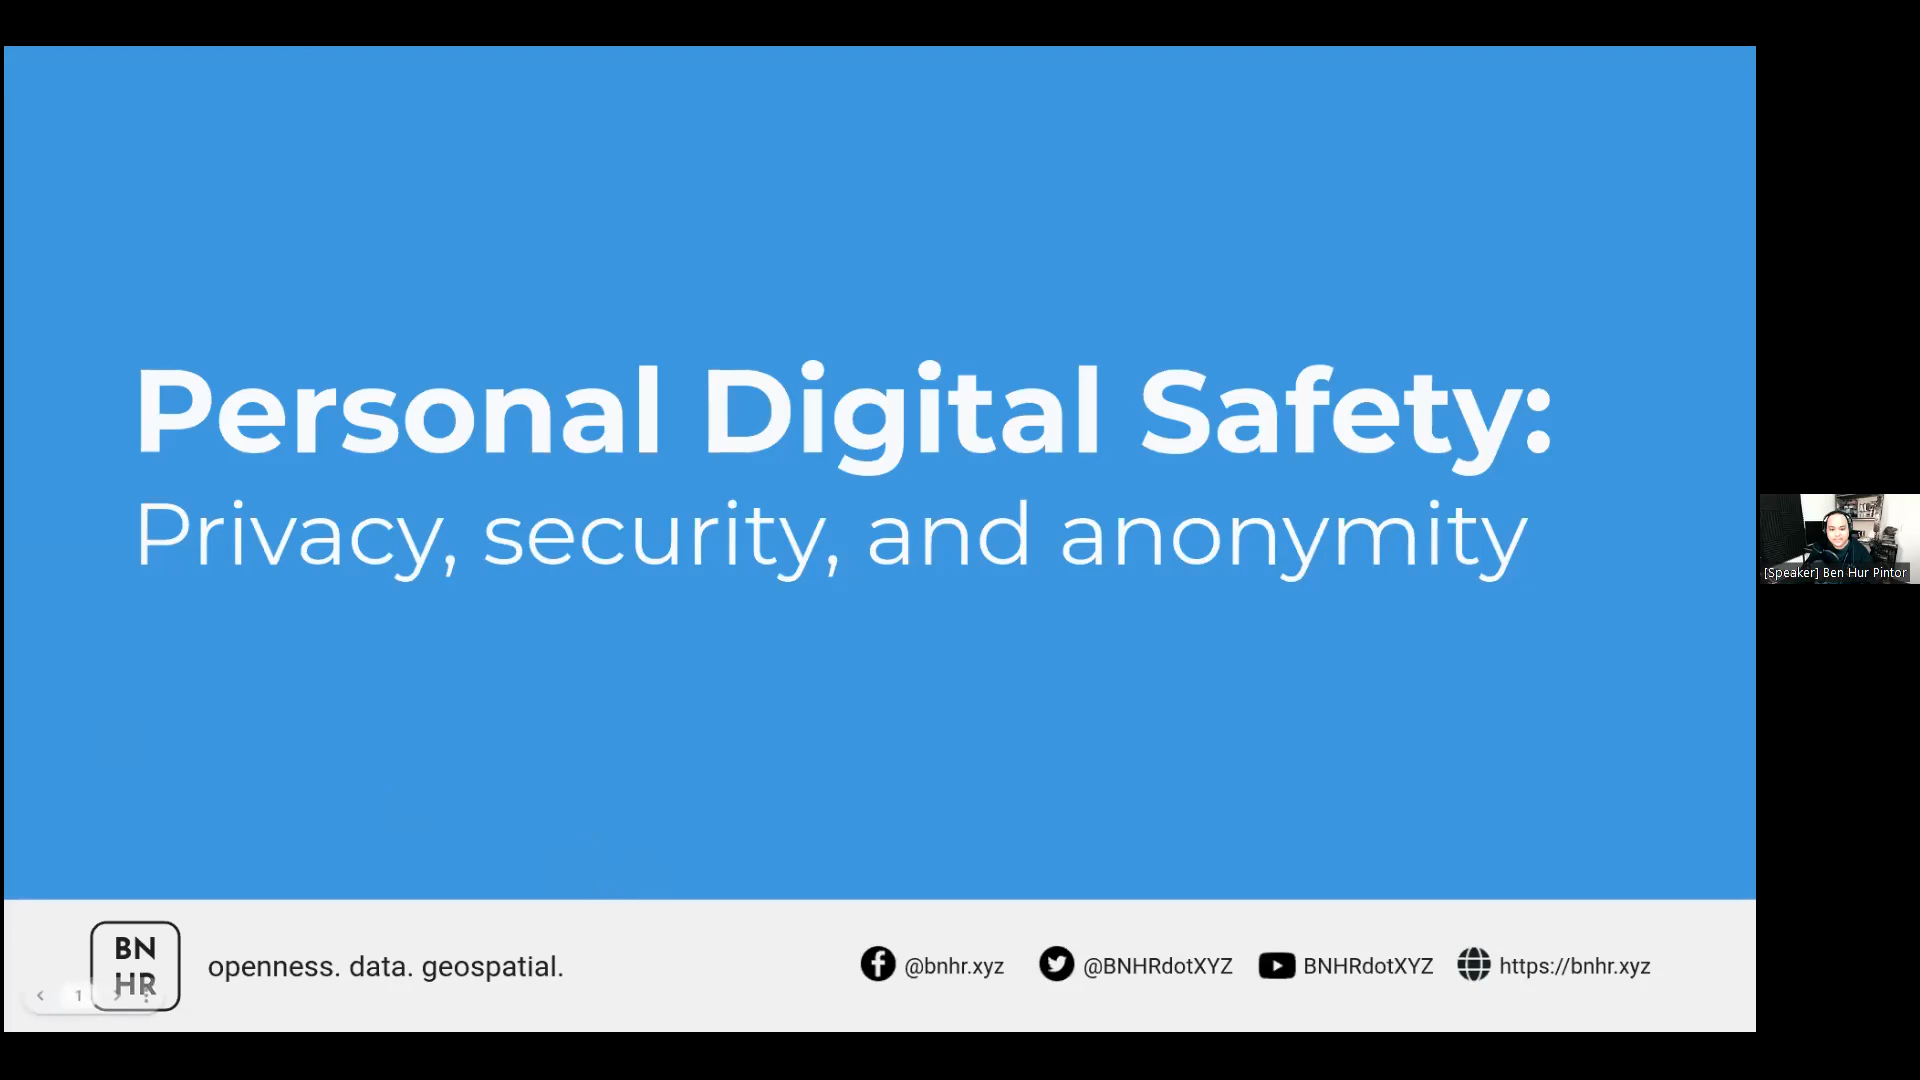 Personal Digital Safety:
Privacy, security, and anonymity
[Speaker] Ben Hur Pintor
BN
HR
openness. data. geospatial.
@bnhr.xyz
@BNHRdotXYZ
BNHRdotXYZ
https://bnhr.xyz
1